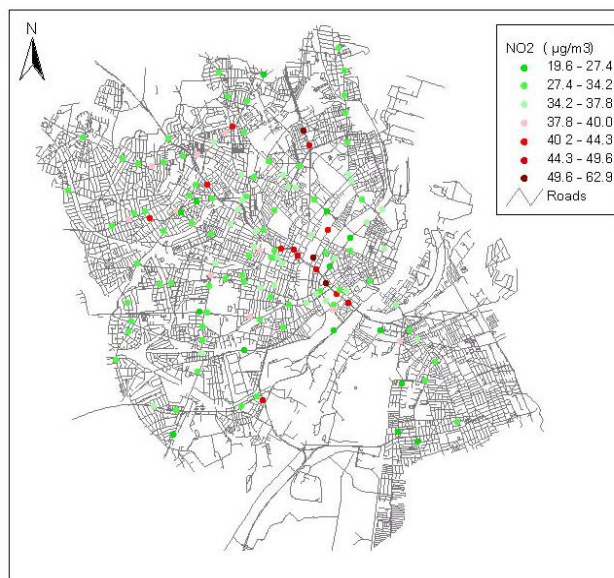 N
NO2 ( µg/m3)
19.6 - 27.4
27.4 - 34.2
34.2 - 37.8
37.8 - 40.0
40.2 - 44.3
44.3 - 49.6
49.6 - 62.9
Roads